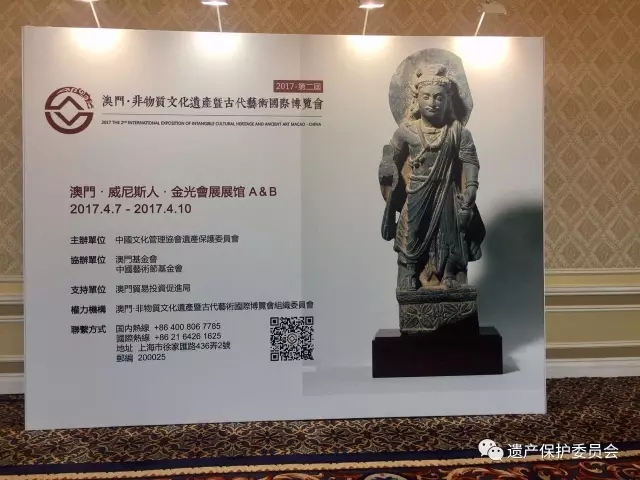 2017·第二屆
澳門·非物質文化遺產暨古代藝術國際博覽會
2017 THE 2ND INTERNATIONAL EXPOSITION OF INTANGIBLE CULTURAL HERITAGE AND ANCIENT ART MACAO - CHINA
澳門·威尼斯人·金光會展展馆 A & B
2017.4.7 - 2017.4.10
主辦單位 中國文化管理協會遺產保護委員會
協辦單位 澳門基金會
中國藝術節基金會
支持單位 澳門貿易投資促進局
權力機構 澳門·非物質文化遺產暨古代藝術國際博覽會組織委員會
聯繫方式 国内熱線 +86 400 806 7785
國際熱線 +86 21 6426 1625
地址 上海市徐家匯路436弄2號
郵編 200025
遗产保护委员会